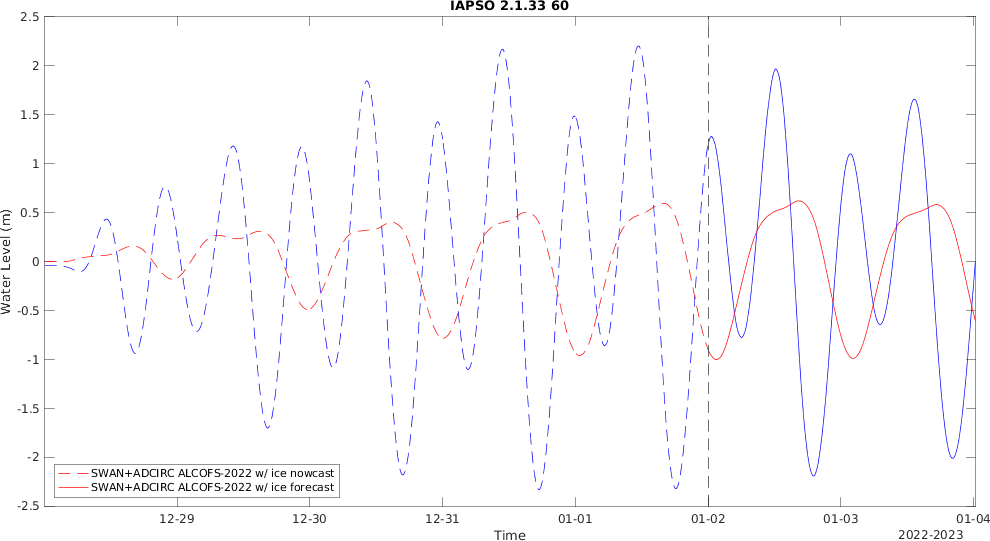 IAPSO 2.1.33 60
2.5
2
1.5
1
0.5
0
-0.5
-1
-1.5
-2
-2.5
Water Level (m)
SWAN+ADCIRC ALCOFS-2022 w/ ice nowcast
SWAN+ADCIRC ALCOFS-2022 w/ ice forecast
12-29 12-30 12-31 01-01 01-02 01-03 01-04
Time
2022-2023